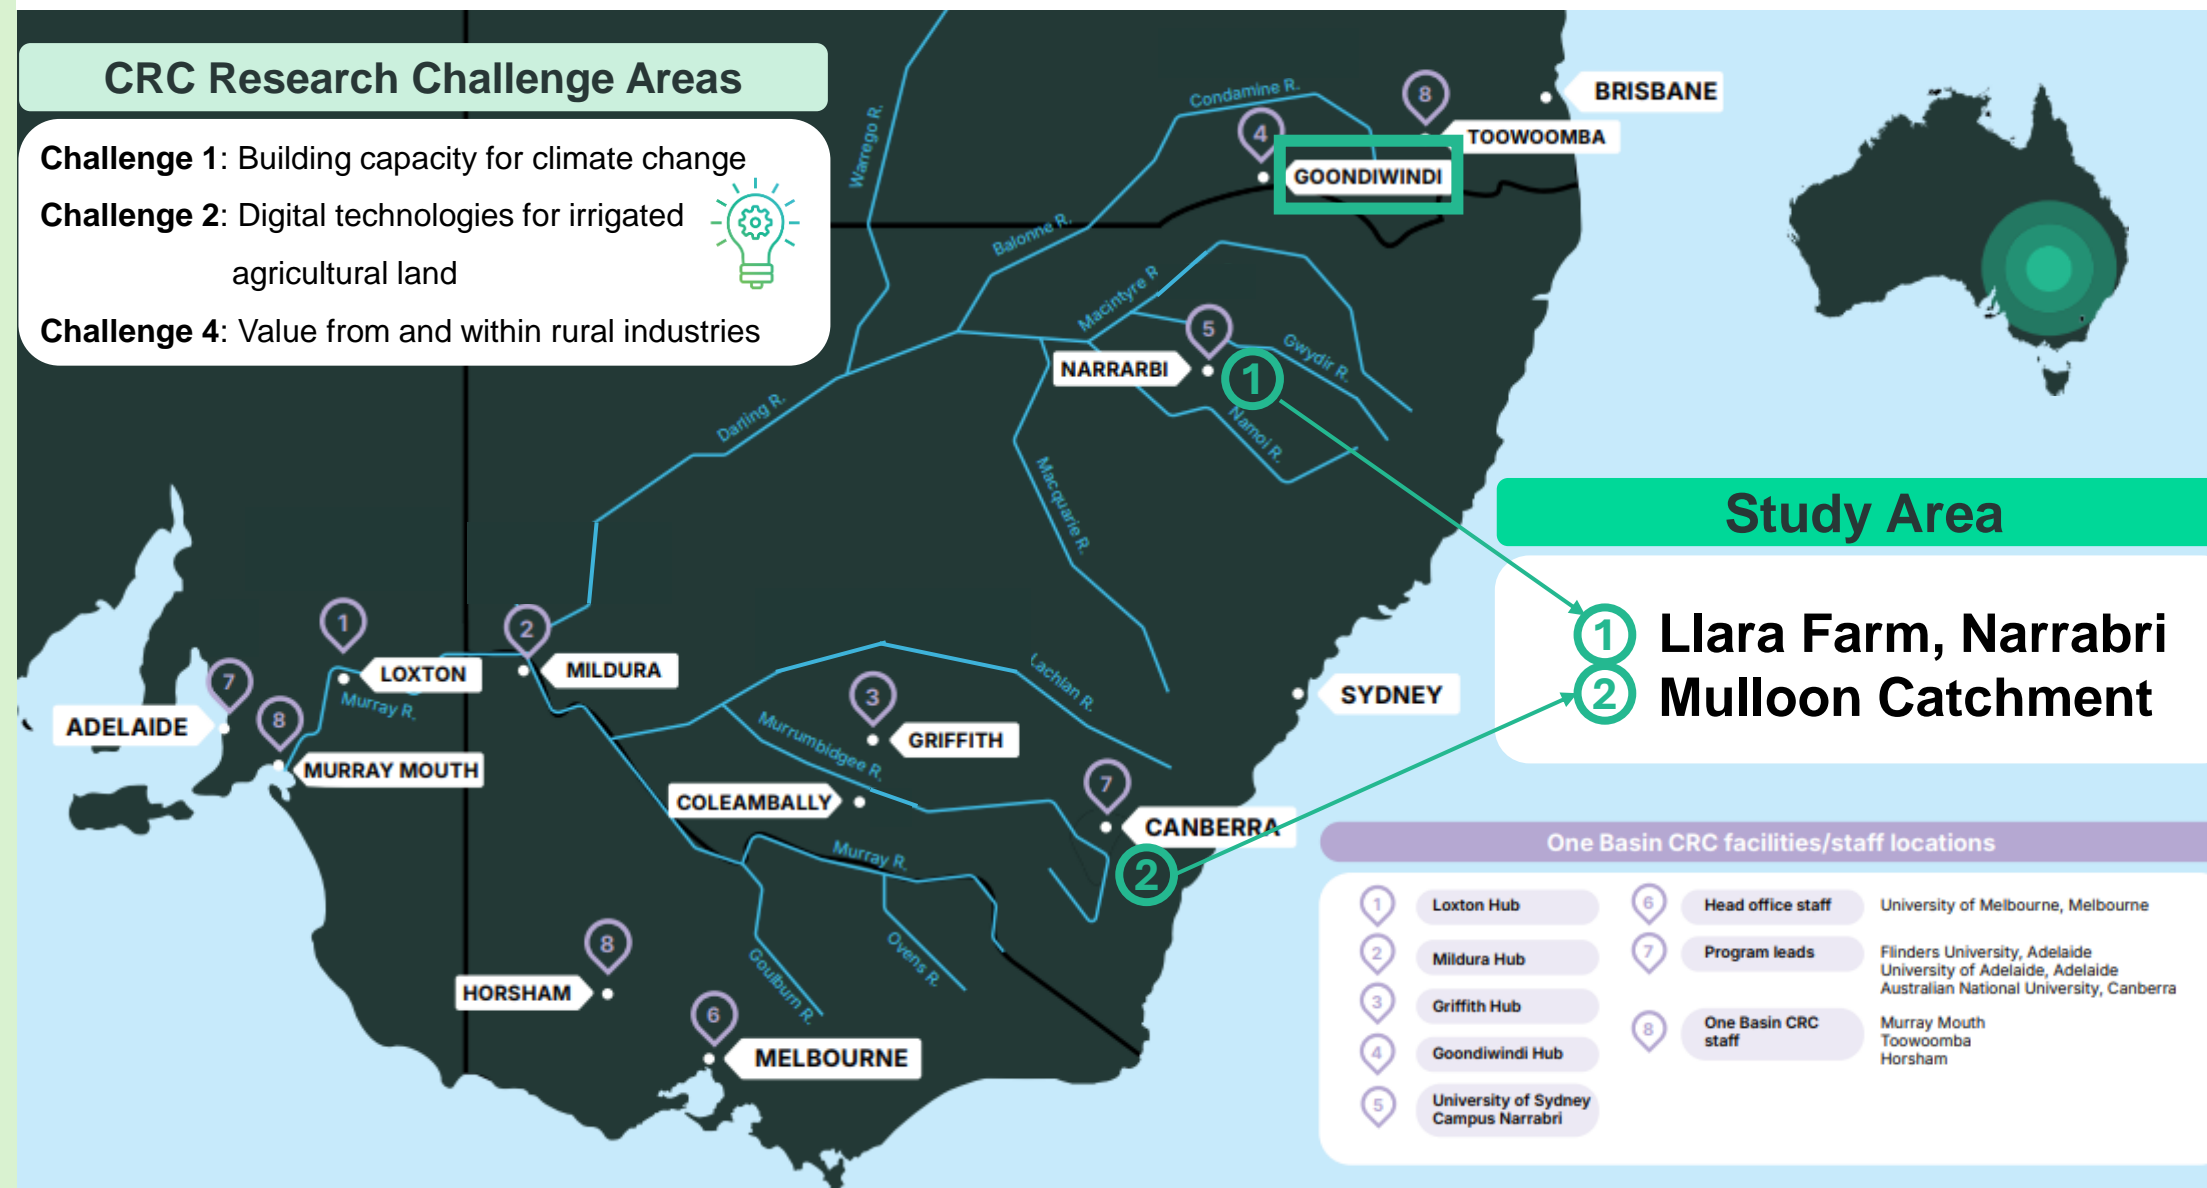 CRC Research Challenge Areas
Challenge 1: Building capacity for climate change
Challenge 2: Digital technologies for irrigated
agricultural land
Challenge 4: Value from and within rural industries
Warrego R.
Condamine R.
8
BRISBANE
4
TOOWOOMBA
GOONDIWINDI
Balonne R.
Macintyre R
5
Gwydir R.
NARRARBI
1
Darling R.
Namoi R.
Macquarie R.
Study Area
1 Llara Farm, Narrabri
2 Mulloon Catchment
1
2
LOXTON
MILDURA
7
Murray R.
8
ADELAIDE
MURRAY MOUTH
Lachlan R.
3
SYDNEY
Murrumbidgee R.
GRIFFITH
7
COLEAMBALLY
CANBERRA
Murray R.
2
8
Ovens R.
Goulburn R.
HORSHAM
6
MELBOURNE
One Basin CRC facilities/staff locations
1 Loxton Hub
2 Mildura Hub
3 Griffith Hub
4 Goondiwindi Hub
5 University of Sydney
Campus Narrabri
6 Head office staff University of Melbourne, Melbourne
7 Program leads Flinders University, Adelaide
University of Adelaide, Adelaide
Australian National University, Canberra
8 One Basin CRC
staff
Murray Mouth
Toowoomba
Horsham